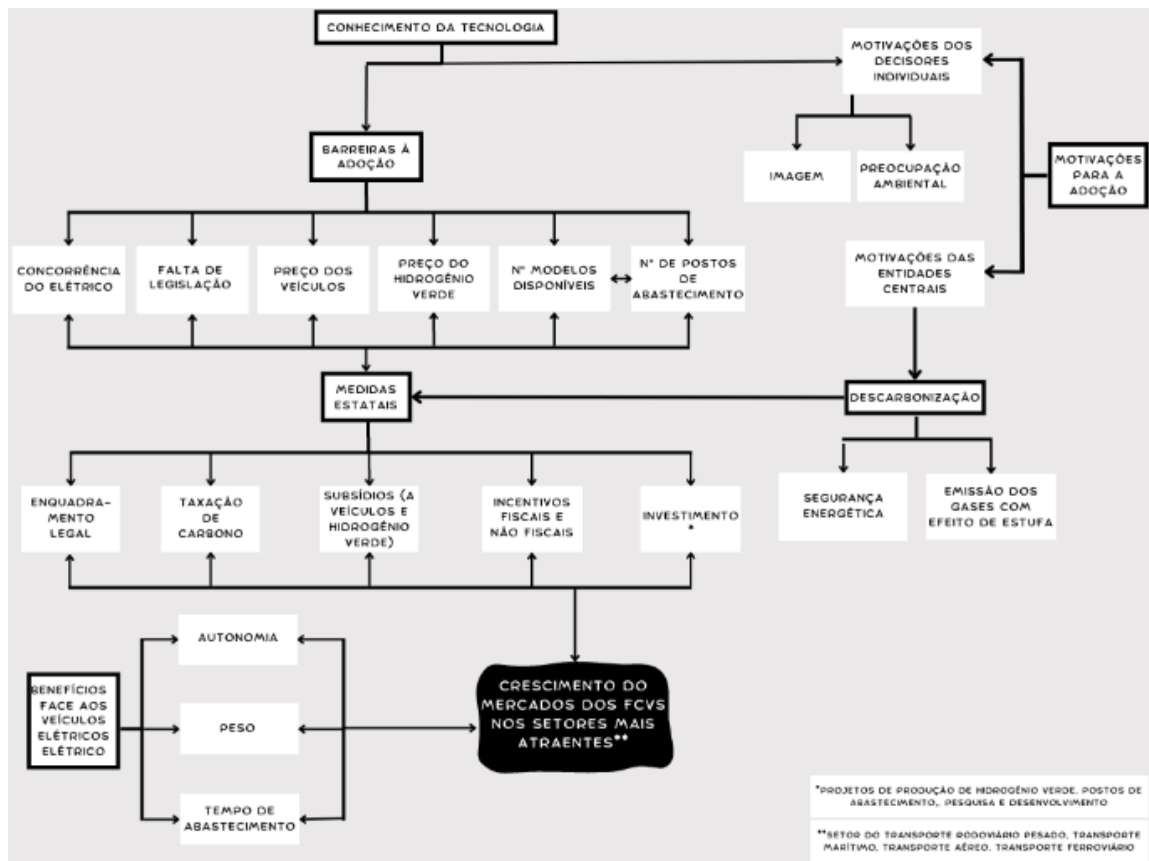 CONHECIMENTO DA TECNOLOGIA
MOTIVAÇÕES DOS
DECISORES
INDIVIDUAIS
BARREIRAS À
ADOÇÃO
IMAGEM
PREOCUPAÇÃO
AMBIENTAL
MOTIVAÇÕES
PARA A
ADOÇÃO
CONCORRÊNCIA
DO ELÉTRICO
FALTA DE
LEGISLAÇÃO
PREÇO DOS
VEÍCULOS
PREÇO DO
HIDROGÊNIO
VERDE
Nº MODELOS
DISPONÍVEIS
Nº DE POSTOS
DE
ABASTECIMENTO
MOTIVAÇÕES DAS
ENTIDADES
CENTRAIS
MEDIDAS
ESTATAIS
DESCARBONIZAÇÃO
ENQUADRA-
MENTO
LEGAL
TAXAÇÃO
DE
CARBONO
SUBSÍDIOS (A
VEÍCULOS E
HIDROGÊNIO
VERDE)
INCENTIVOS
FISCAIS E
NÃO FISCAIS
INVESTIMENTO
*
SEGURANÇA
ENERGÉTICA
EMISSÃO DOS
GASES COM
EFEITO DE ESTUFA
BENEFÍCIOS
FACE AOS
VEÍCULOS
ELÉTRICOS
ELÉTRICO
AUTONOMIA
PESO
TEMPO DE
ABASTECIMENTO
CRESCIMENTO DO
MERCADOS DOS FCVS
NOS SETORES MAIS
ATRAENTES**
*PROJETOS DE PRODUÇÃO DE HIDROGÊNIO VERDE, POSTOS DE
ABASTECIMENTO,, PESQUISA E DESENVOLVIMENTO
**SETOR DO TRANSPORTE RODOVIÁRIO PESADO, TRANSPORTE
MARÍTIMO, TRANSPORTE AÉREO, TRANSPORTE FERROVIÁRIO